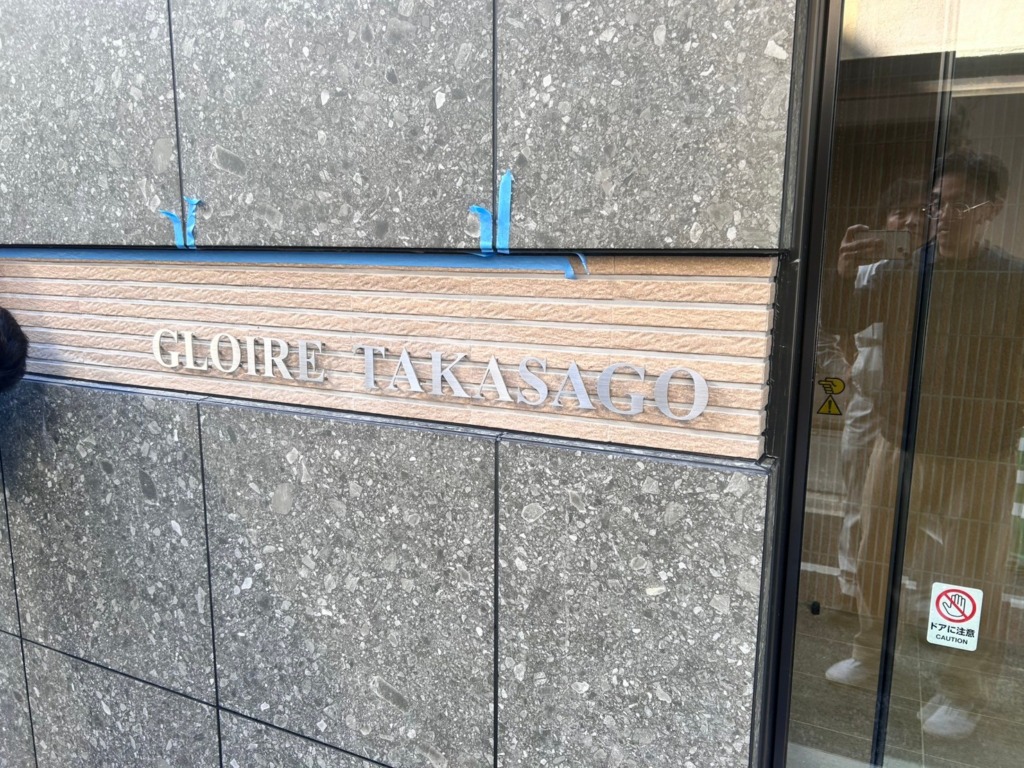 GLOIRE TAKASAGO
ドアに注意
CAUTION